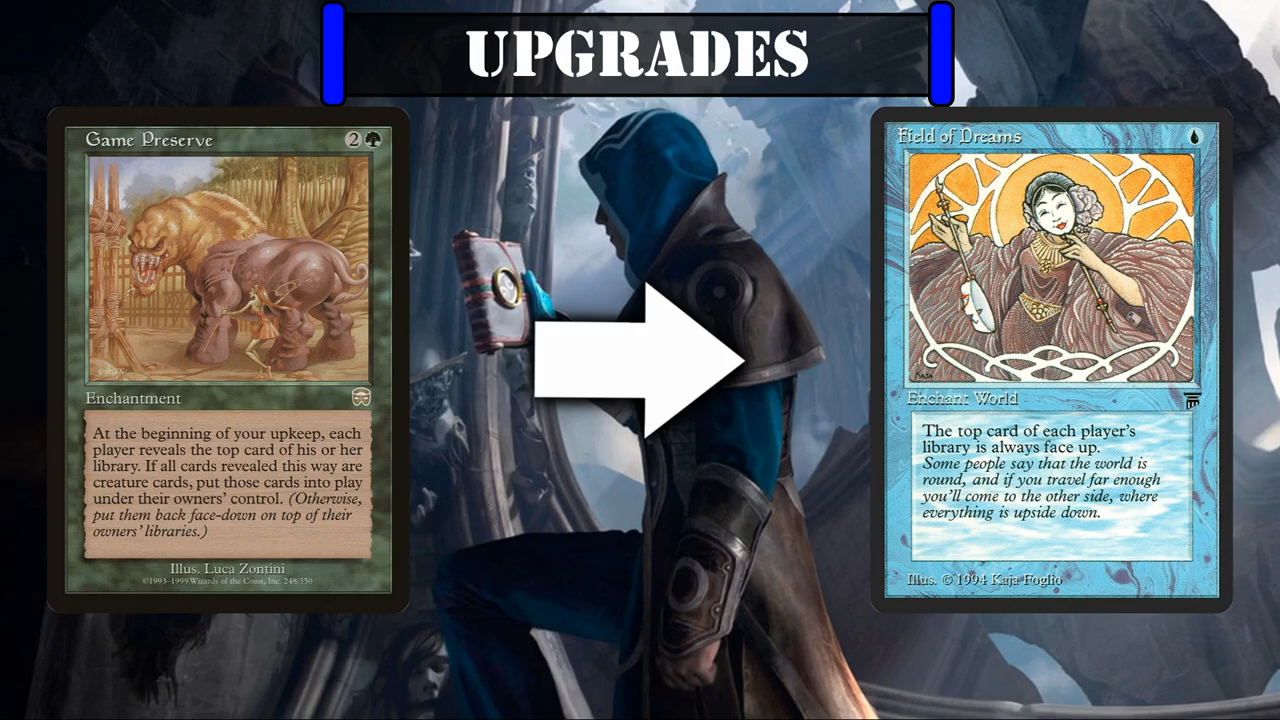 UPGRADES
Game Preserve 2
Enchantment
At the beginning of your upkeep, each
player reveals the top card of his or her
library. If all cards revealed this way are
creature cards, put those cards into play
under their owners' control. (Otherwise,
put them back face-down on top of their
owners' libraries.)
Illus. Luca Zontini
©1993-1999 Wizards of the Coast, Inc. 248/350
Field of Dreams
Enchant World
The top card of each player's
library is always face up.
Some people say that the world is
round, and if you travel far enough
you'll come to the other side, where
everything is upside down.
Illus. © 1994 Kaja Foglio